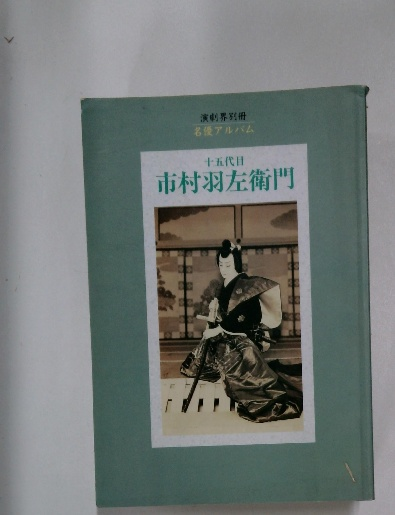 演劇界別冊
名優アルバム
十五代目
市村羽左衛門